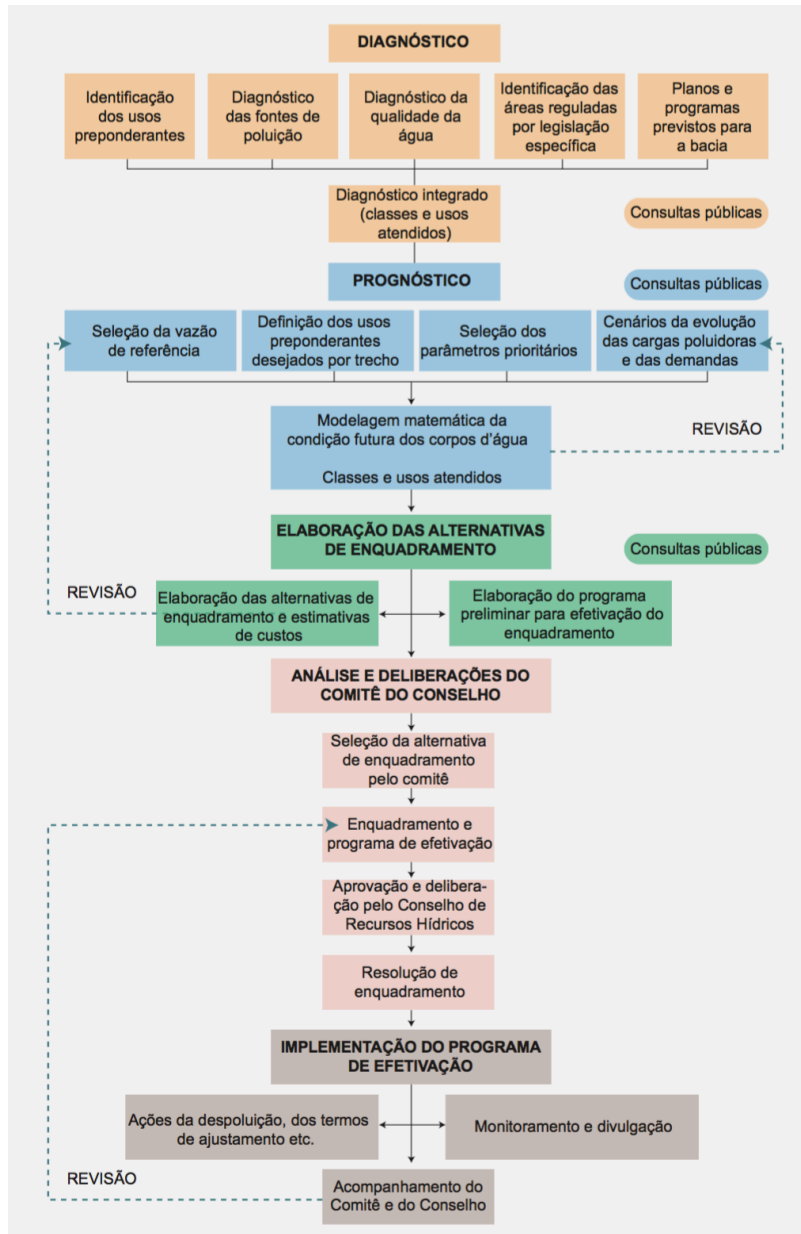 DIAGNÓSTICO
Identificação
dos usos
preponderantes
Diagnóstico
das fontes de
poluição
Diagnóstico da
qualidade da
água
Identificação das
áreas reguladas
por legislação
específica
Planos e
programas
previstos para
a bacia
Diagnóstico integrado
(classes e usos
atendidos)
Consultas públicas
PROGNÓSTICO
Consultas públicas
Seleção da vazão
de referência
Definição dos usos
preponderantes
desejados por trecho
Seleção dos
parâmetros prioritários
Cenários da evolução
das cargas poluidoras
e das demandas
Modelagem matemática da
condição futura dos corpos d'água
Classes e usos atendidos
REVISÃO
ELABORAÇÃO DAS ALTERNATIVAS
DE ENQUADRAMENTO
Consultas públicas
REVISÃO
Elaboração das alternativas de
enquadramento e estimativas
de custos
Elaboração do programa
preliminar para efetivação do
enquadramento
ANÁLISE E DELIBERAÇÕES DO
COMITÊ DO CONSELHO
Seleção da alternativa
de enquadramento
pelo comitê
Enquadramento e
programa de efetivação
Aprovação e delibera-
ção pelo Conselho de
Recursos Hídricos
Resolução de
enquadramento
IMPLEMENTAÇÃO DO PROGRAMA
DE EFETIVAÇÃO
Ações da despoluição, dos termos
de ajustamento etc.
Monitoramento e divulgação
REVISÃO
Acompanhamento do
Comitê e do Conselho